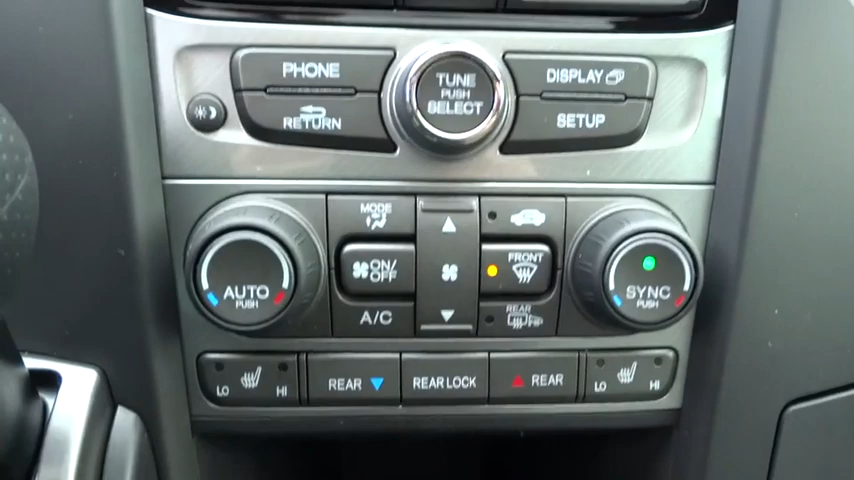 PHONE
RETURN
TUNE
PUSH
SELECT
DISPLAY
SETUP
MODE
ON/
OFF
A/C
FRONT
REAR
AUTO
PUSH
SYNC
PUSH
LO
HI
REAR
REAR LOCK
REAR
LO
HI